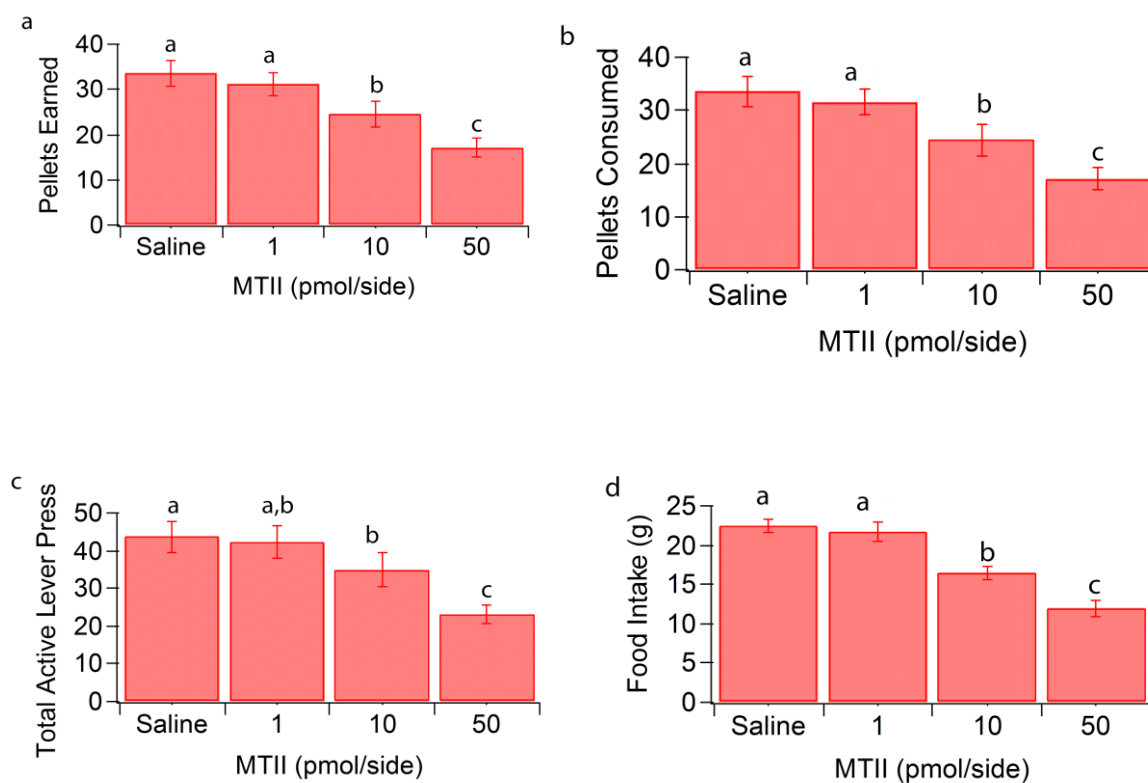 a
Pellets Earned
40
30
20
10
0
a
a
b
c
Saline 1 10 50
MTII (pmol/side)
b
Pellets Consumed
40
30
20
10
0
a
a
b
c
Saline 1 10 50
MTII (pmol/side)
c
Total Active Lever Press
50
40
30
20
10
0
a
a,b
b
c
Saline 1 10 50
MTII (pmol/side)
d
Food Intake (g)
25
20
15
10
5
0
a
a
b
c
Saline 1 10 50
MTII (pmol/side)